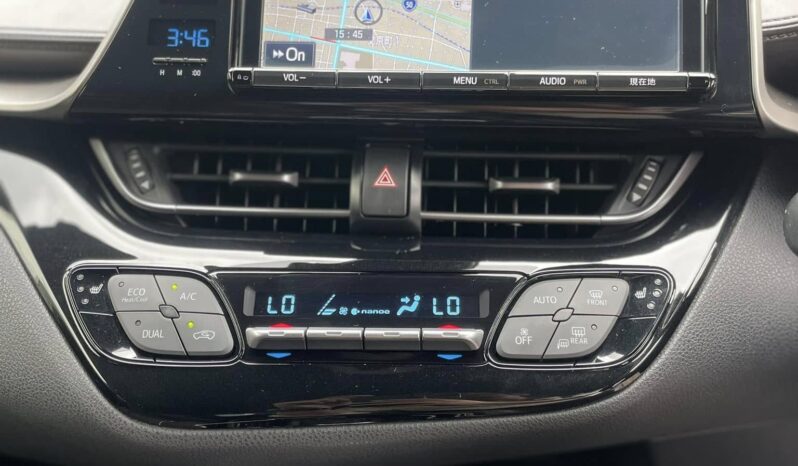 50
15:45
On
3:46
H M :00
VOL− VOL+ MENU CTRL AUDIO PWR 現在地
ECO A/C
Heat/Cool
DUAL
LO nanoe LO
AUTO FRONT
OFF REAR